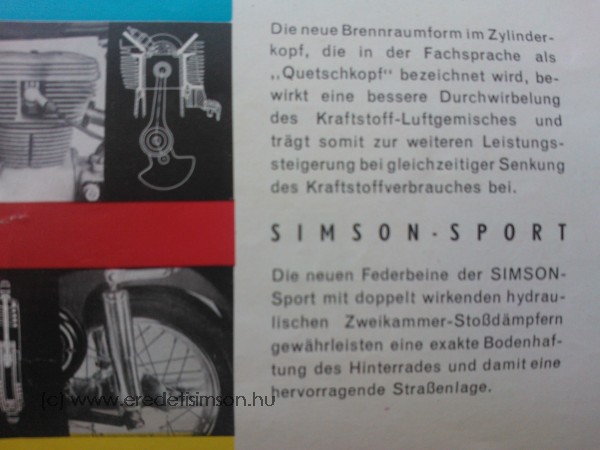 Die neue Brennraumform im Zylinder-
kopf, die in der Fachsprache als
„Quetschkopf“ bezeichnet wird, be-
wirkt eine bessere Durchwirbelung
des Kraftstoff-Luftgemisches und
trägt somit zur weiteren Leistungs-
steigerung bei gleichzeitiger Senkung
des Kraftstoffverbrauches bei.
SIMSON-SPORT
Die neuen Federbeine der SIMSON-
Sport mit doppelt wirkenden hydrau-
lischen Zweikammer-Stoßdämpfern
gewährleisten eine exakte Bodenhaf-
tung des Hinterrades und damit eine
hervorragende Straßenlage.
(c) www.eredetisimson.hu